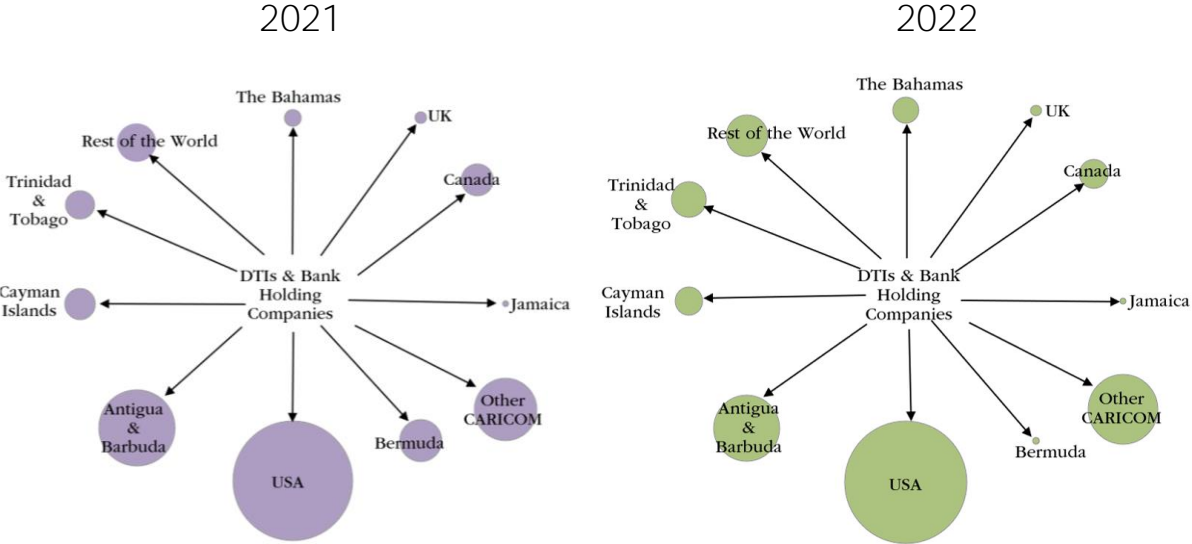 2021
The Bahamas
UK
Rest of the World
Canada
Trinidad
&
Tobago
DTIs & Bank
Holding
Companies
Cayman
Islands
Jamaica
Antigua
&
Barbuda
Other
CARICOM
Bermuda
USA
2022
The Bahamas
UK
Rest of the World
Canada
Trinidad
&
Tobago
DTIs & Bank
Holding
Companies
Cayman
Islands
Jamaica
Antigua
&
Barbuda
Other
CARICOM
Bermuda
USA